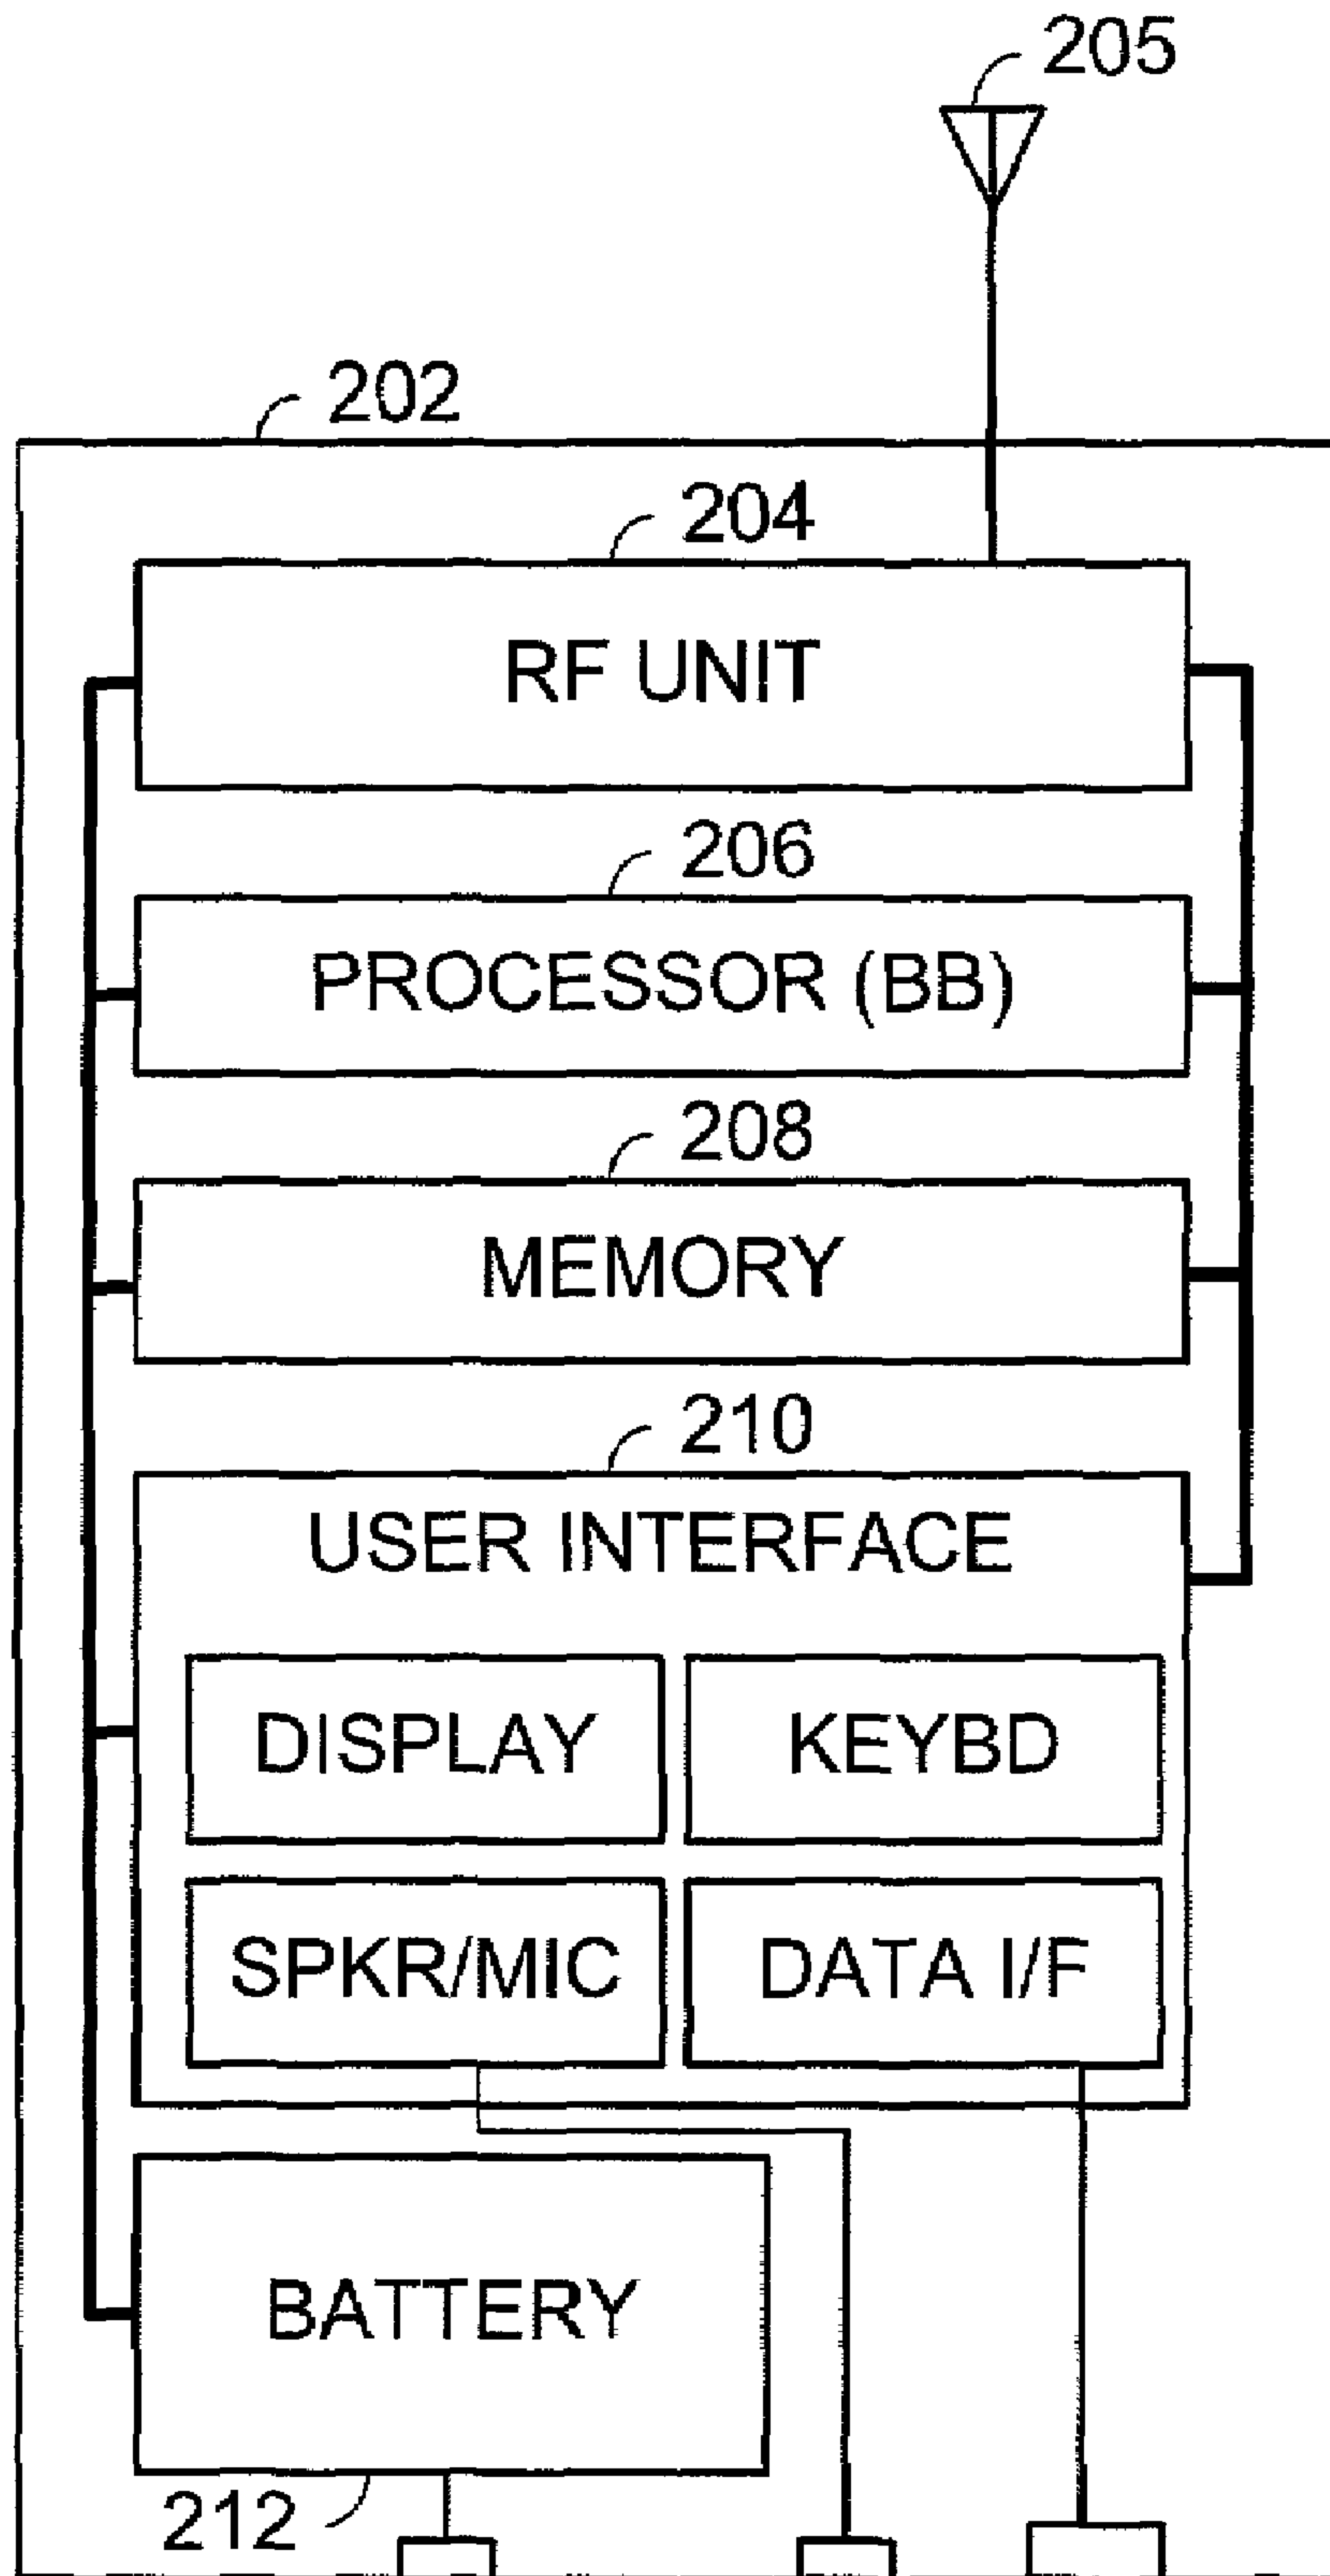 205
202
204
RF UNIT
206
PROCESSOR (BB)
208
MEMORY
210
USER INTERFACE
DISPLAY
KEYBD
SPKR/MIC
DATA I/F
BATTERY
212